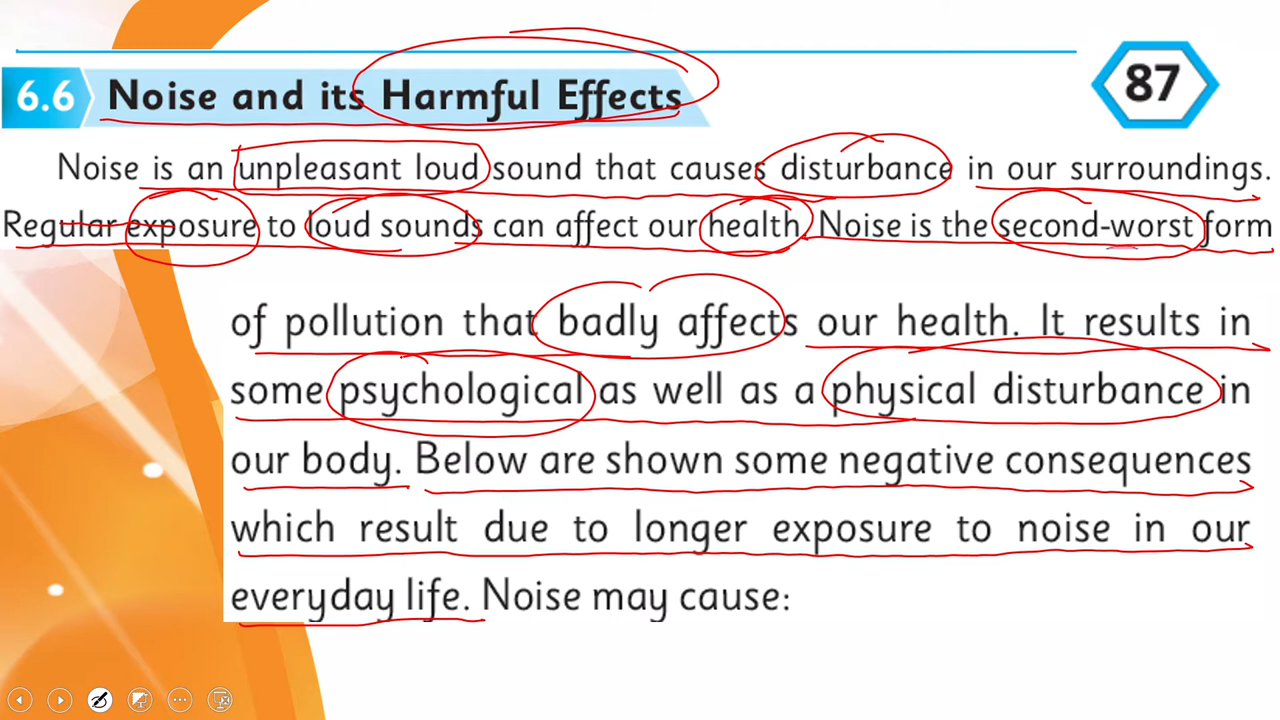 6.6 Noise and its Harmful Effects
87
Noise is an unpleasant loud sound that causes disturbance in our surroundings.
Regular exposure to loud sounds can affect our health. Noise is the second-worst form
of pollution that badly affects our health. It results in
some psychological as well as a physical disturbance in
our body. Below are shown some negative consequences
which result due to longer exposure to noise in our
everyday life. Noise may cause: